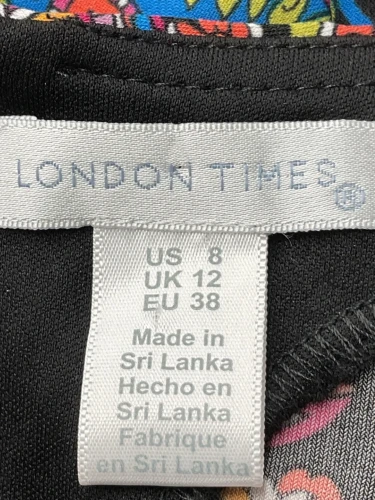 LONDON TIMES®
US 8
UK 12
EU 38
Made in
Sri Lanka
Hecho en
Sri Lanka
Fabrique
en Sri Lanka